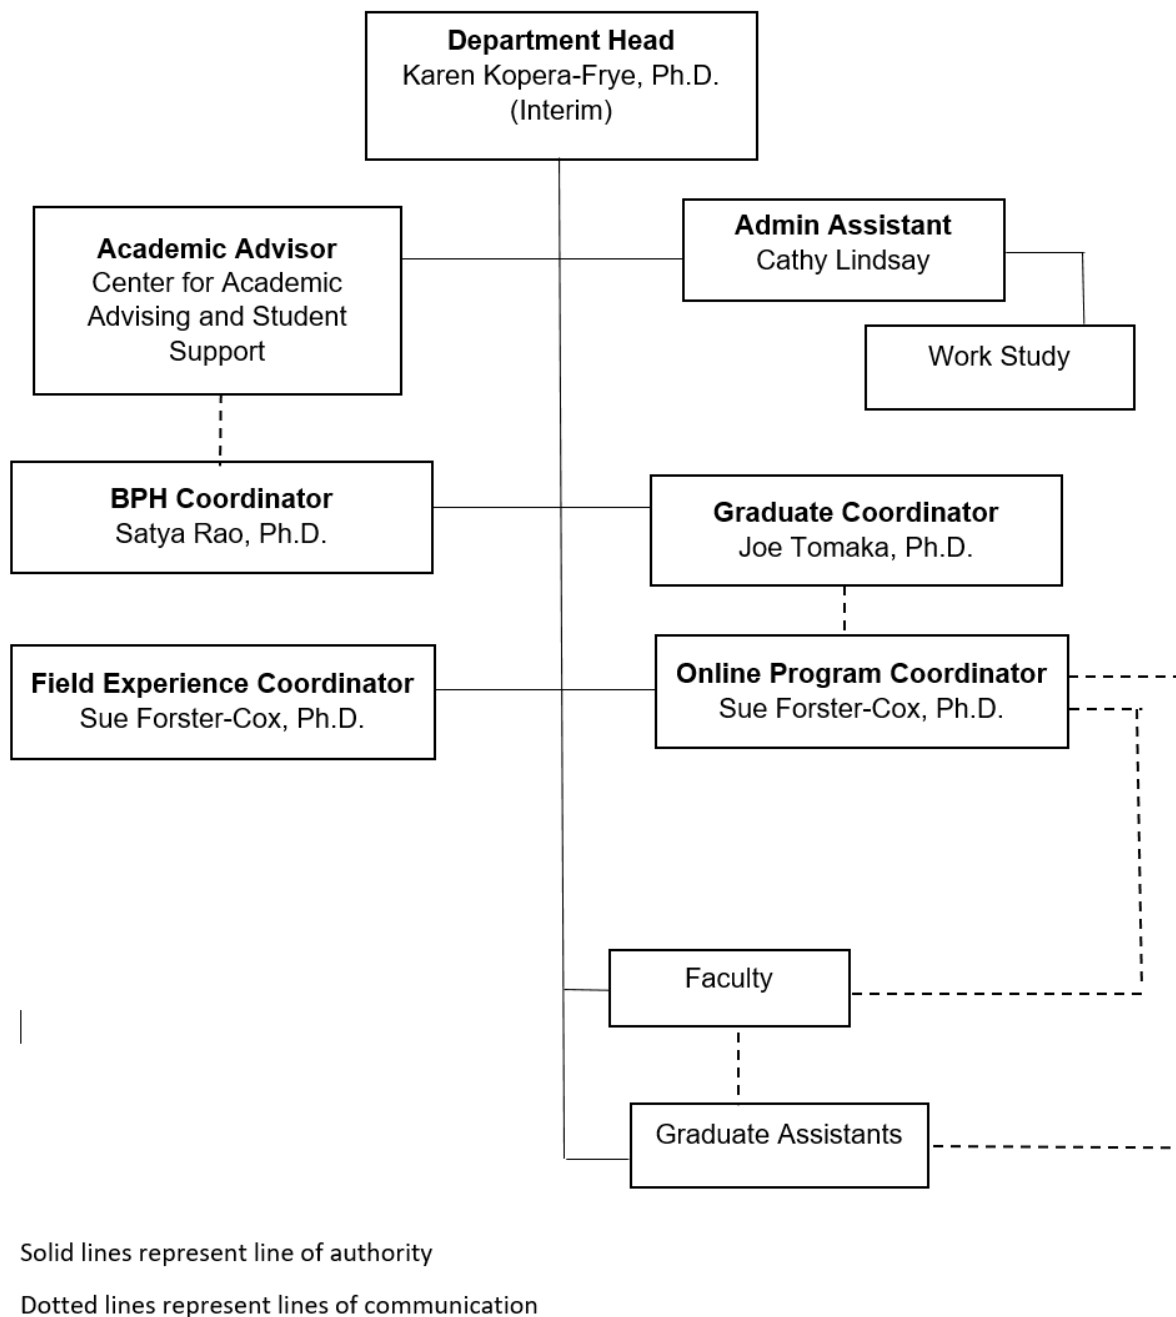 Department Head
Karen Kopera-Frye, Ph.D.
(Interim)
Academic Advisor
Center for Academic
Advising and Student
Support
Admin Assistant
Cathy Lindsay
Work Study
BPH Coordinator
Satya Rao, Ph.D.
Graduate Coordinator
Joe Tomaka, Ph.D.
Field Experience Coordinator
Sue Forster-Cox, Ph.D.
Online Program Coordinator
Sue Forster-Cox, Ph.D.
Faculty
Graduate Assistants
Solid lines represent line of authority
Dotted lines represent lines of communication